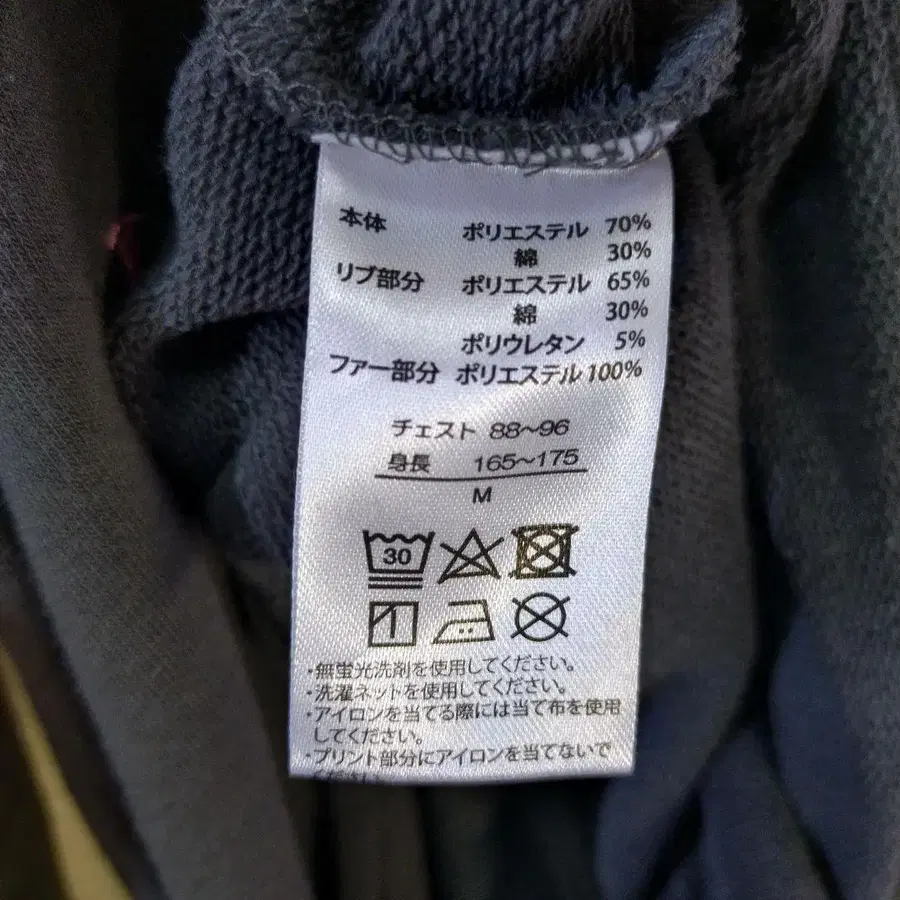 本体 ポリエステル 70%
綿 30%
リブ部分 ポリエステル 65%
綿 30%
ポリウレタン 5%
ファー部分 ポリエステル 100%
チェスト 88～96
身長 165～175
M
30
・無蛍光洗剤を使用してください。
・洗濯ネットを使用してください。
・アイロンを当てる際には当て布を使用
してください。
・プリント部分にアイロンを当てないで
ください。